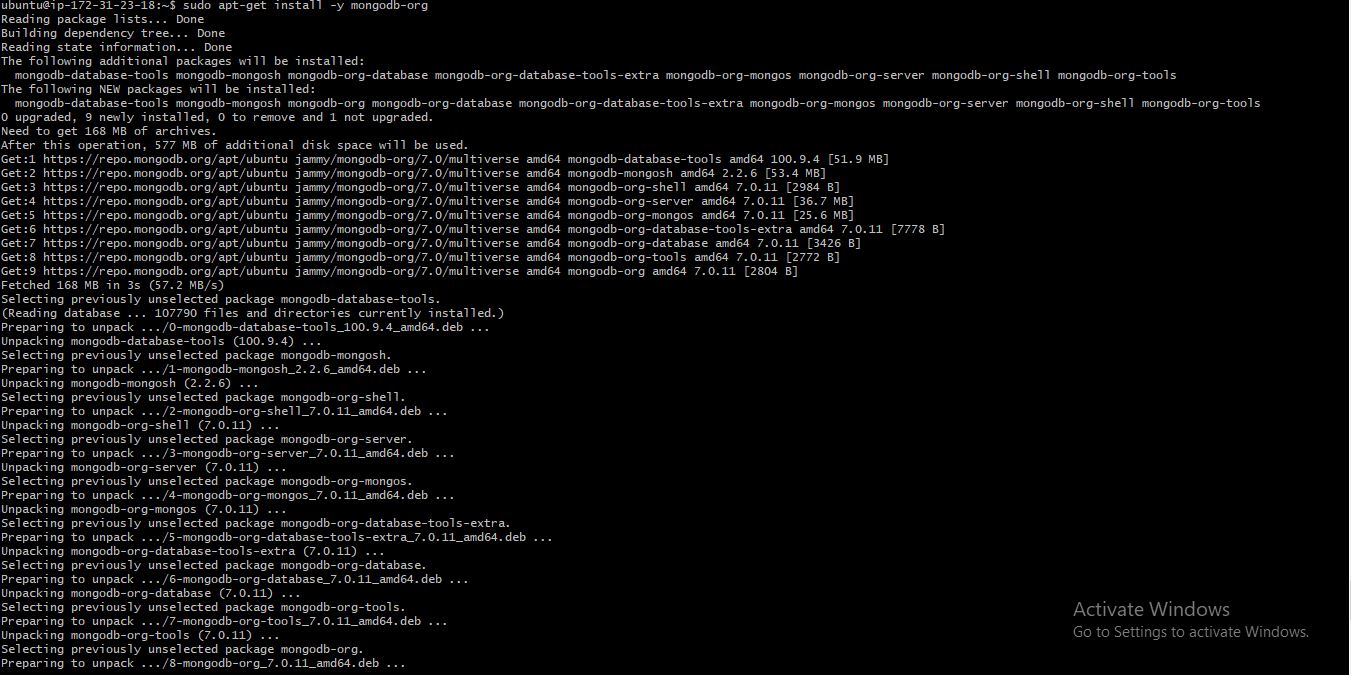 ubuntu@ip-172-31-23-18:~$ sudo apt-get install -y mongodb-org
Reading package lists... Done
Building dependency tree... Done
Reading state information... Done
The following additional packages will be installed:
  mongodb-database-tools mongodb-mongosh mongodb-org-database mongodb-org-database-tools-extra mongodb-org-mongos mongodb-org-server mongodb-org-shell mongodb-org-tools
The following NEW packages will be installed:
  mongodb-database-tools mongodb-mongosh mongodb-org mongodb-org-database mongodb-org-database-tools-extra mongodb-org-mongos mongodb-org-server mongodb-org-shell mongodb-org-tools
0 upgraded, 9 newly installed, 0 to remove and 1 not upgraded.
Need to get 168 MB of archives.
After this operation, 577 MB of additional disk space will be used.
Get:1 https://repo.mongodb.org/apt/ubuntu jammy/mongodb-org/7.0/multiverse amd64 mongodb-database-tools amd64 100.9.4 [51.9 MB]
Get:2 https://repo.mongodb.org/apt/ubuntu jammy/mongodb-org/7.0/multiverse amd64 mongodb-mongosh amd64 2.2.6 [53.4 MB]
Get:3 https://repo.mongodb.org/apt/ubuntu jammy/mongodb-org/7.0/multiverse amd64 mongodb-org-shell amd64 7.0.11 [2984 B]
Get:4 https://repo.mongodb.org/apt/ubuntu jammy/mongodb-org/7.0/multiverse amd64 mongodb-org-server amd64 7.0.11 [36.7 MB]
Get:5 https://repo.mongodb.org/apt/ubuntu jammy/mongodb-org/7.0/multiverse amd64 mongodb-org-mongos amd64 7.0.11 [25.6 MB]
Get:6 https://repo.mongodb.org/apt/ubuntu jammy/mongodb-org/7.0/multiverse amd64 mongodb-org-database-tools-extra amd64 7.0.11 [7778 B]
Get:7 https://repo.mongodb.org/apt/ubuntu jammy/mongodb-org/7.0/multiverse amd64 mongodb-org-database amd64 7.0.11 [3426 B]
Get:8 https://repo.mongodb.org/apt/ubuntu jammy/mongodb-org/7.0/multiverse amd64 mongodb-org-tools amd64 7.0.11 [2772 B]
Get:9 https://repo.mongodb.org/apt/ubuntu jammy/mongodb-org/7.0/multiverse amd64 mongodb-org amd64 7.0.11 [2804 B]
Fetched 168 MB in 3s (57.2 MB/s)
Selecting previously unselected package mongodb-database-tools.
(Reading database ... 107790 files and directories currently installed.)
Preparing to unpack .../0-mongodb-database-tools_100.9.4_amd64.deb ...
Unpacking mongodb-database-tools (100.9.4) ...
Selecting previously unselected package mongodb-mongosh.
Preparing to unpack .../1-mongodb-mongosh_2.2.6_amd64.deb ...
Unpacking mongodb-mongosh (2.2.6) ...
Selecting previously unselected package mongodb-org-shell.
Preparing to unpack .../2-mongodb-org-shell_7.0.11_amd64.deb ...
Unpacking mongodb-org-shell (7.0.11) ...
Selecting previously unselected package mongodb-org-server.
Preparing to unpack .../3-mongodb-org-server_7.0.11_amd64.deb ...
Unpacking mongodb-org-server (7.0.11) ...
Selecting previously unselected package mongodb-org-mongos.
Preparing to unpack .../4-mongodb-org-mongos_7.0.11_amd64.deb ...
Unpacking mongodb-org-mongos (7.0.11) ...
Selecting previously unselected package mongodb-org-database-tools-extra.
Preparing to unpack .../5-mongodb-org-database-tools-extra_7.0.11_amd64.deb ...
Unpacking mongodb-org-database-tools-extra (7.0.11) ...
Selecting previously unselected package mongodb-org-database.
Preparing to unpack .../6-mongodb-org-database_7.0.11_amd64.deb ...
Unpacking mongodb-org-database (7.0.11) ...
Selecting previously unselected package mongodb-org-tools.
Preparing to unpack .../7-mongodb-org-tools_7.0.11_amd64.deb ...
Unpacking mongodb-org-tools (7.0.11) ...
Selecting previously unselected package mongodb-org.
Preparing to unpack .../8-mongodb-org_7.0.11_amd64.deb ...
Activate Windows
Go to Settings to activate Windows.